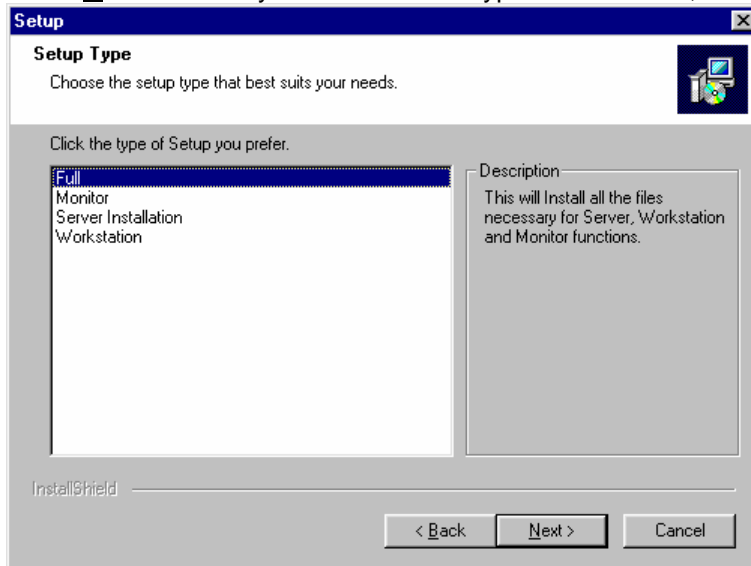 Setup
Setup Type
Choose the setup type that best suits your needs.
Click the type of Setup you prefer.
Full
Monitor
Server Installation
Workstation
Description
This will Install all the files
necessary for Server, Workstation
and Monitor functions.
InstallShield
< Back Next > Cancel